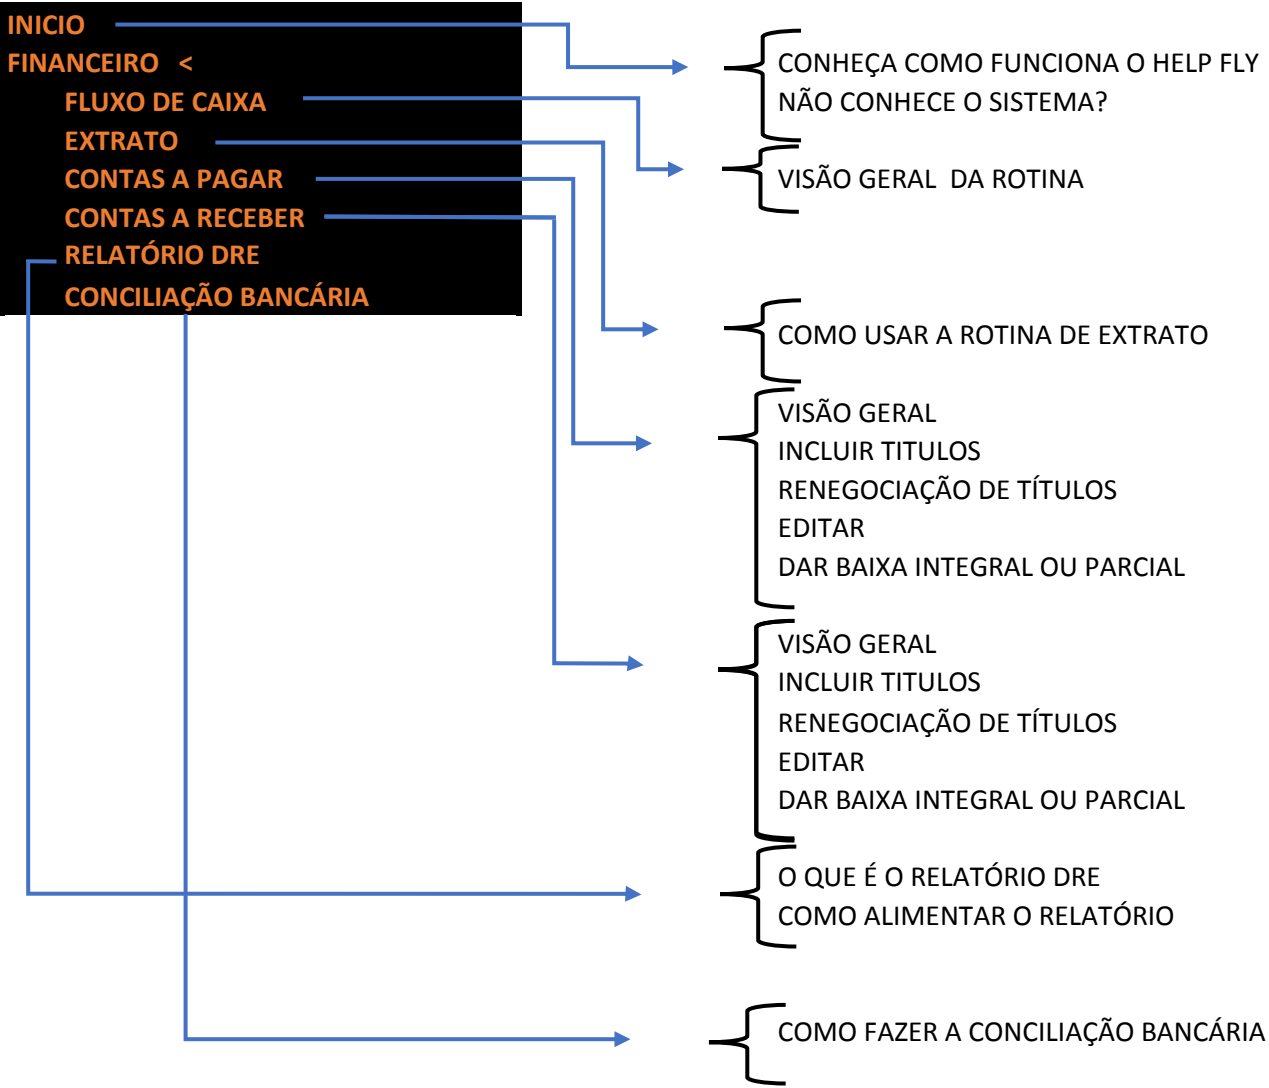 INICIO
FINANCEIRO <
FLUXO DE CAIXA
EXTRATO
CONTAS A PAGAR
CONTAS A RECEBER
RELATÓRIO DRE
CONCILIAÇÃO BANCÁRIA
CONHEÇA COMO FUNCIONA O HELP FLY
NÃO CONHECE O SISTEMA?
VISÃO GERAL DA ROTINA
COMO USAR A ROTINA DE EXTRATO
VISÃO GERAL
INCLUIR TITULOS
RENEGOCIAÇÃO DE TÍTULOS
EDITAR
DAR BAIXA INTEGRAL OU PARCIAL
VISÃO GERAL
INCLUIR TITULOS
RENEGOCIAÇÃO DE TÍTULOS
EDITAR
DAR BAIXA INTEGRAL OU PARCIAL
O QUE É O RELATÓRIO DRE
COMO ALIMENTAR O RELATÓRIO
COMO FAZER A CONCILIAÇÃO BANCÁRIA